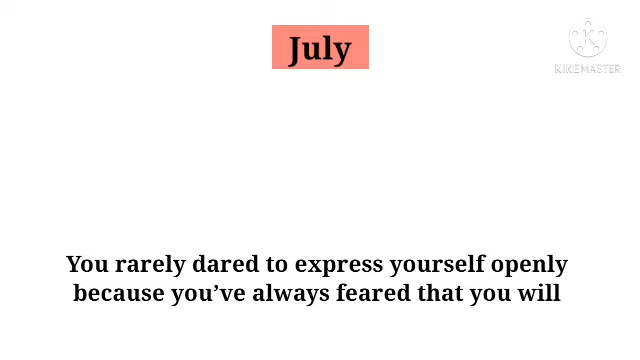 July
KINEMASTER
You rarely dared to express yourself openly
because you’ve always feared that you will